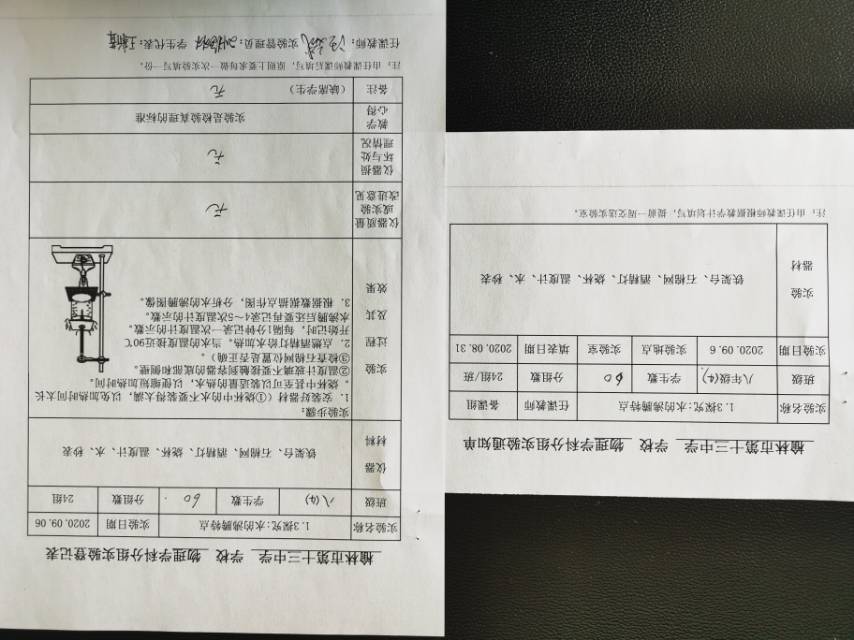 榆林市第十三中学 学校 物理学科分组实验通知单
实验名称 1.3探究:水的沸腾特点 任课教师 备课组
班级 八年级(4). 学生数 60 分组数 24组/班
实验日期 2020.09.6 实验地点 实验室 填表日期 2020.08.31
实验器材 铁架台、石棉网、酒精灯、烧杯、温度计、水、秒表
注：由任课教师根据教学计划填写，提前一周交送实验室。
榆林市第十三中学 学校 物理学科分组实验登记表
实验名称 1.3探究:水的沸腾特点 实验日期 2020.09.06
班级 八(4) 学生数 60. 分组数 24组
仪器材料 铁架台、石棉网、酒精灯、烧杯、温度计、水、秒表
实验过程及其效果
实验步骤:
1. 安装好器材（①烧杯中的水不要装得太满，以免加热时间太长
，烧杯中甚至可以装适量的热水，以便缩短加热时间。
②温度计玻璃不要接触到容器的底部和侧壁。
③检查石棉网位置是否正确）。
2. 点燃酒精灯给水加热。当水的温度接近90℃
开始记时，每隔1分钟记录一次温度计的示数。
水沸腾后还要再记录4~5次温度计的示数。
3. 根据数据描点作图，分析水的沸腾图像。
仪器质量或实验改进意见 无
仪器损坏与处理情况 无
教学心得 实验是检验真理的标准
备注 （缺席学生） 无
注：由任课教师课后填写，原则上要求每做一次实验填写一份。
任课教师: 实验管理员: 学生代表: